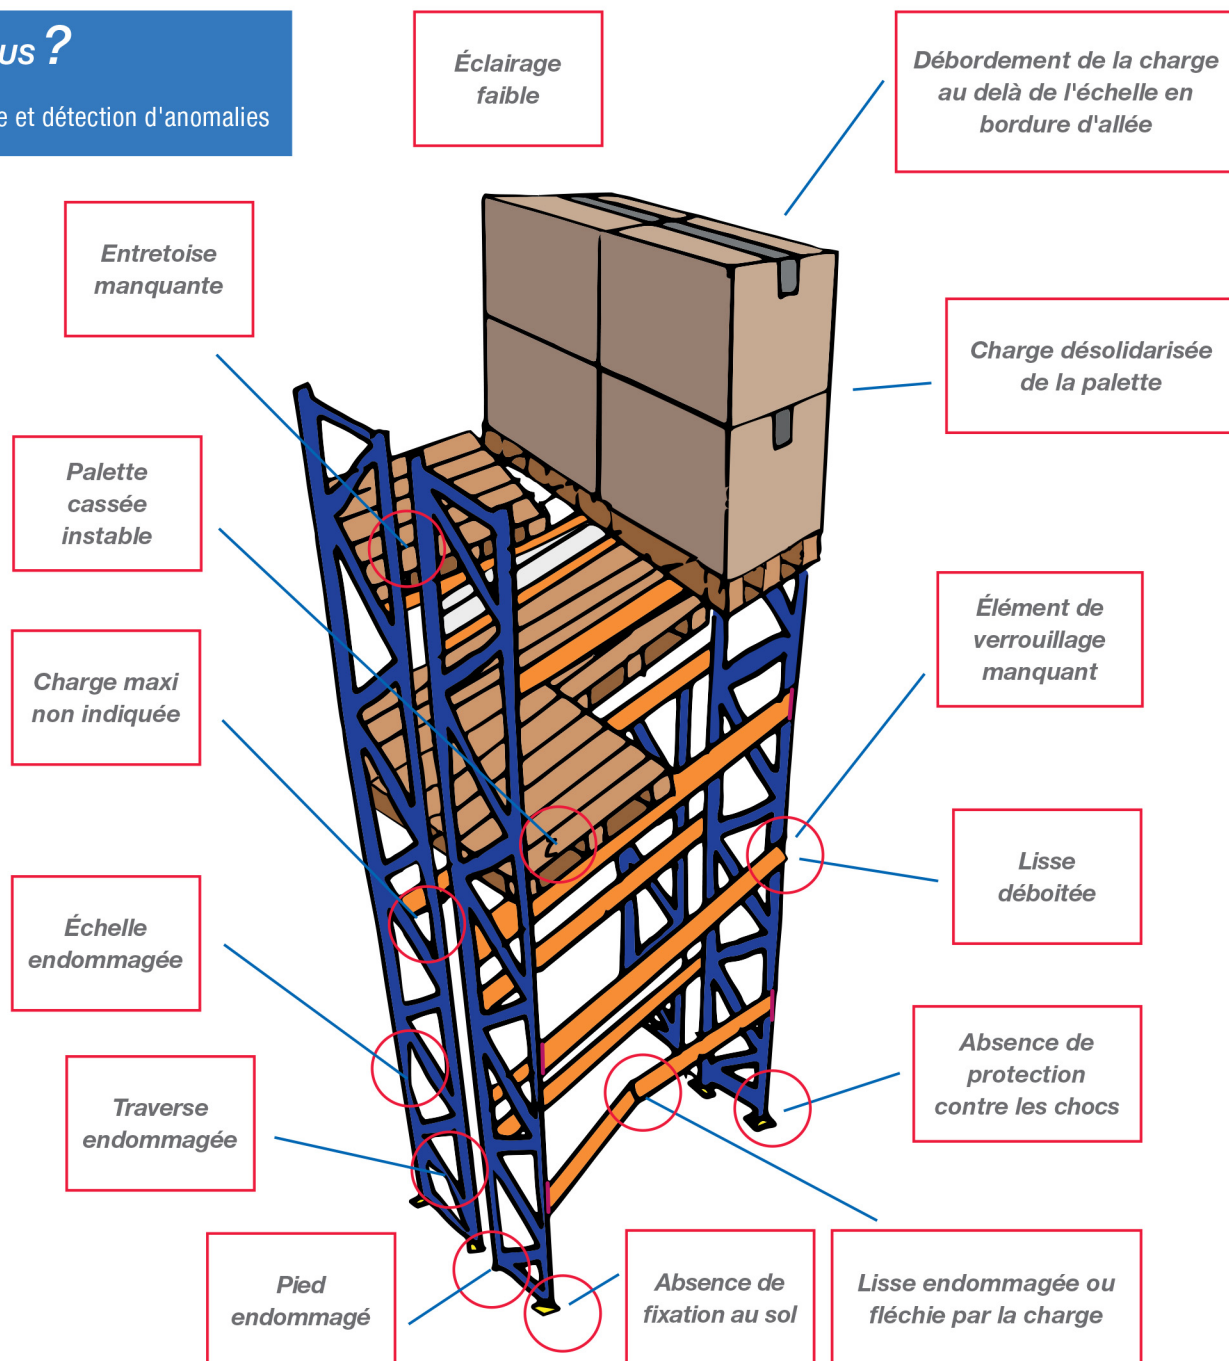 us ?
e et détection d'anomalies
Éclairage
faible
Débordement de la charge
au delà de l'échelle en
bordure d'allée
Entretoise
manquante
Charge désolidarisée
de la palette
Palette
cassée
instable
Élément de
verrouillage
manquant
Charge maxi
non indiquée
Lisse
déboitée
Échelle
endommagée
Absence de
protection
contre les chocs
Traverse
endommagée
Pied
endommagé
Absence de
fixation au sol
Lisse endommagée ou
fléchie par la charge